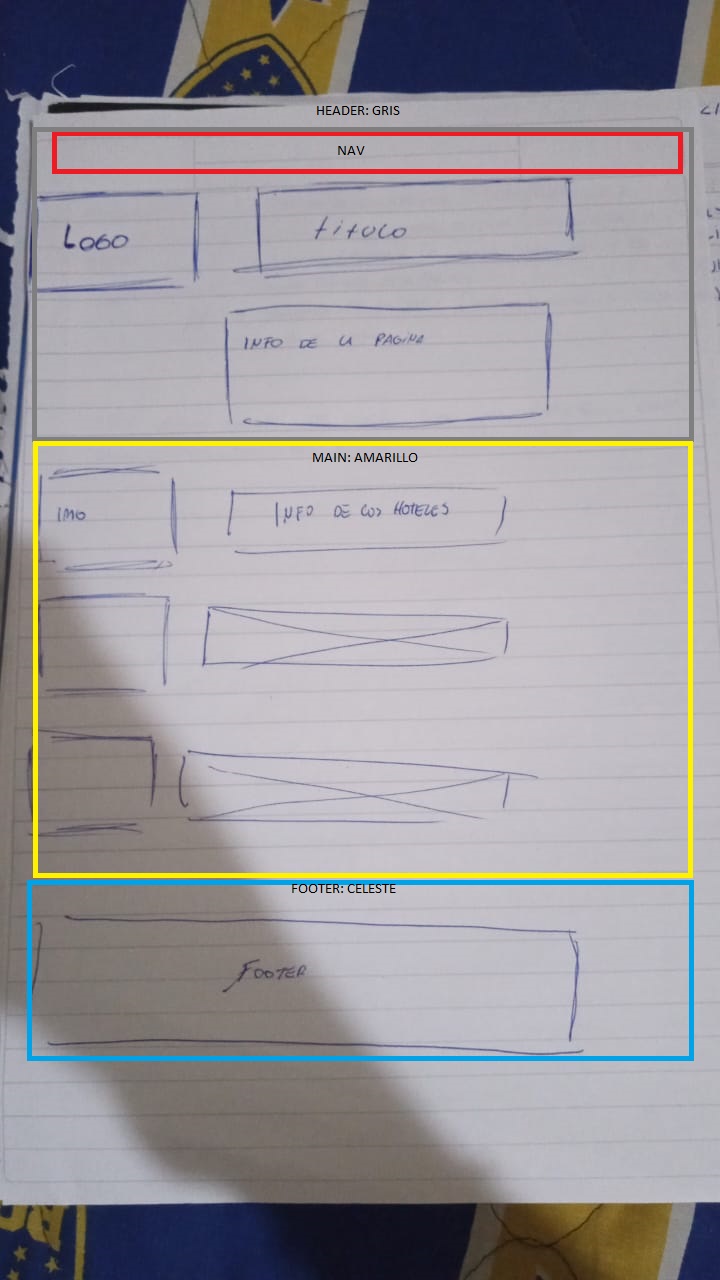 HEADER: GRIS
NAV
LOGO
titulo
INFO DE LA PAGINA
MAIN: AMARILLO
IMG
INFO DE LOS HOTELES
FOOTER: CELESTE
FOOTER